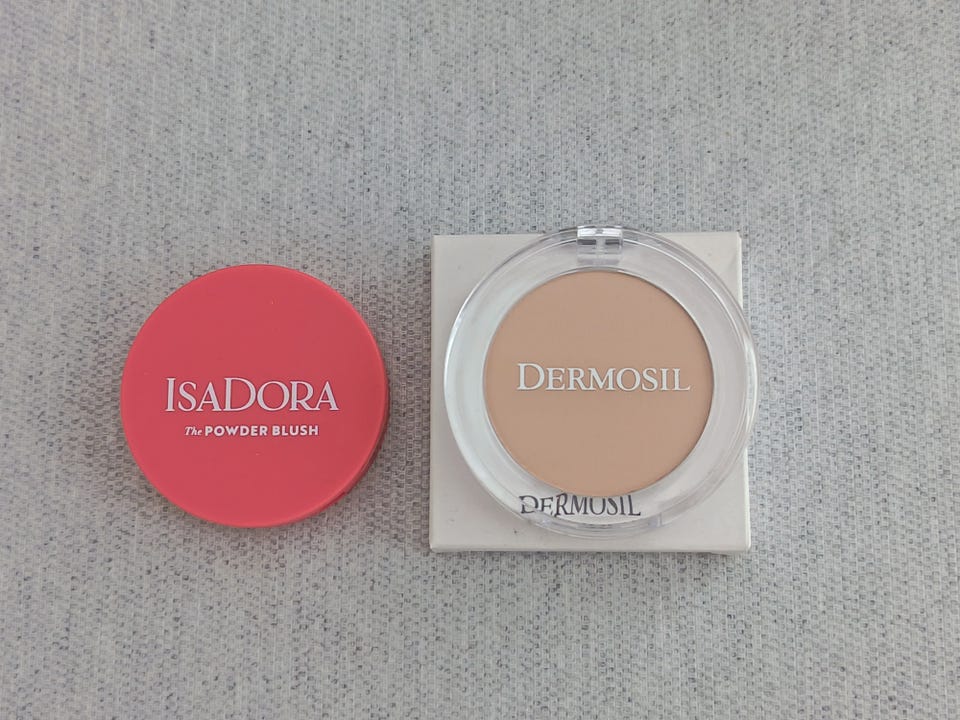 ISADORA
The POWDER BLUSH
DERMOSIL
DERMOSIL